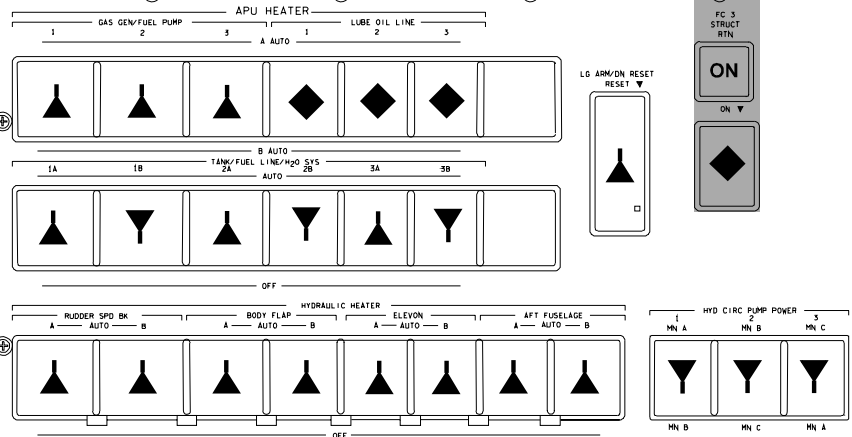 APU HEATER
GAS GEN/FUEL PUMP LUBE OIL LINE
1 2 3 1 2 3
A AUTO
B AUTO
TANK/FUEL LINE/H2O SYS
1A 1B 2A 2B 3A 3B
AUTO
OFF
LG ARM/DN RESET
RESET ▼
FC 3
STRUCT
RTN
ON
ON ▼
HYDRAULIC HEATER
RUDDER SPD BK BODY FLAP ELEVON AFT FUSELAGE
A AUTO B A AUTO B A AUTO B A AUTO B
OFF
HYD CIRC PUMP POWER
1 2 3
MN A MN B MN C
MN B MN C MN A